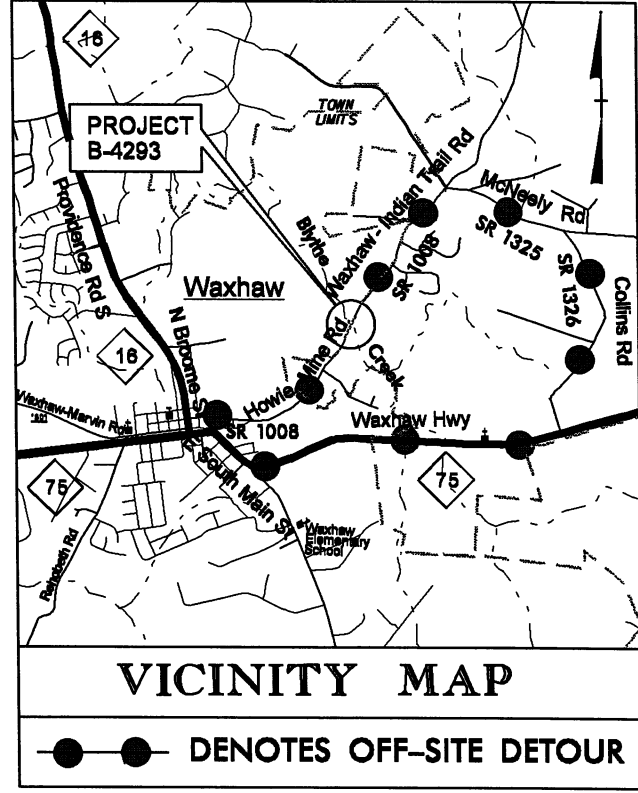 16
TOWN
LIMITS
PROJECT
B-4293
Waxhaw - Indian Trail Rd
SR 1008
McNeely Rd
SR 1325
SR 1326
Collins Rd
Providence Rd S
Blythe
Creek
Waxhaw
16
N Broome St
Howie Mine Rd
SR 1008
Waxhaw-Marvin Rd
Waxhaw Hwy
75
75
South Main St
Waxhaw
Elementary
School
Rehobeth Rd
VICINITY MAP
DENOTES OFF-SITE DETOUR